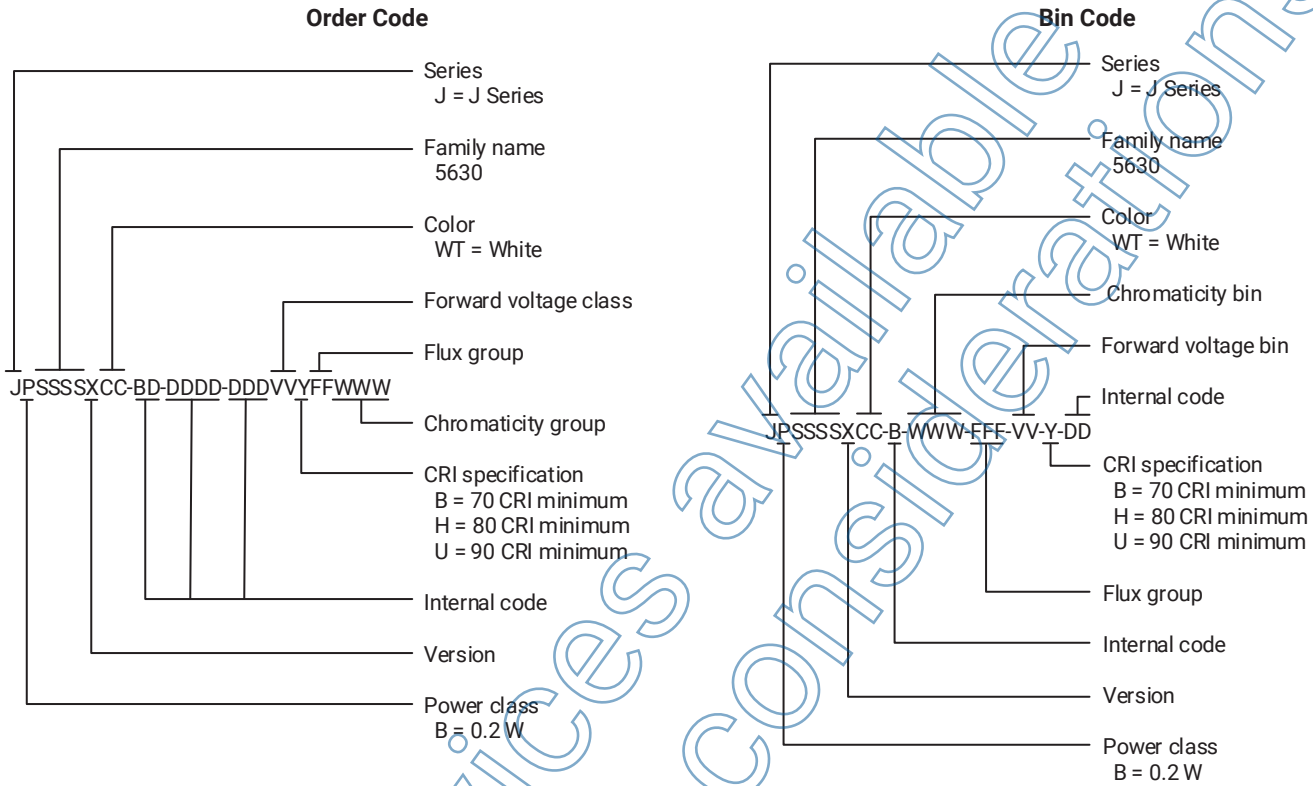 Order Code
Series
J = J Series
Family name
5630
Color
WT = White
Forward voltage class
Flux group
JPSSSSXCC-BD-DDDD-DDDVVYFFWWW
Chromaticity group
CRI specification
B = 70 CRI minimum
H = 80 CRI minimum
U = 90 CRI minimum
Internal code
Version
Power class
B = 0.2 W
Bin Code
Series
J = J Series
Family name
5630
Color
WT = White
Chromaticity bin
Forward voltage bin
Internal code
JPSSSSXCC-B-WWW-FFF-VV-Y-DD
CRI specification
B = 70 CRI minimum
H = 80 CRI minimum
U = 90 CRI minimum
Flux group
Internal code
Version
Power class
B = 0.2 W
available
considerations